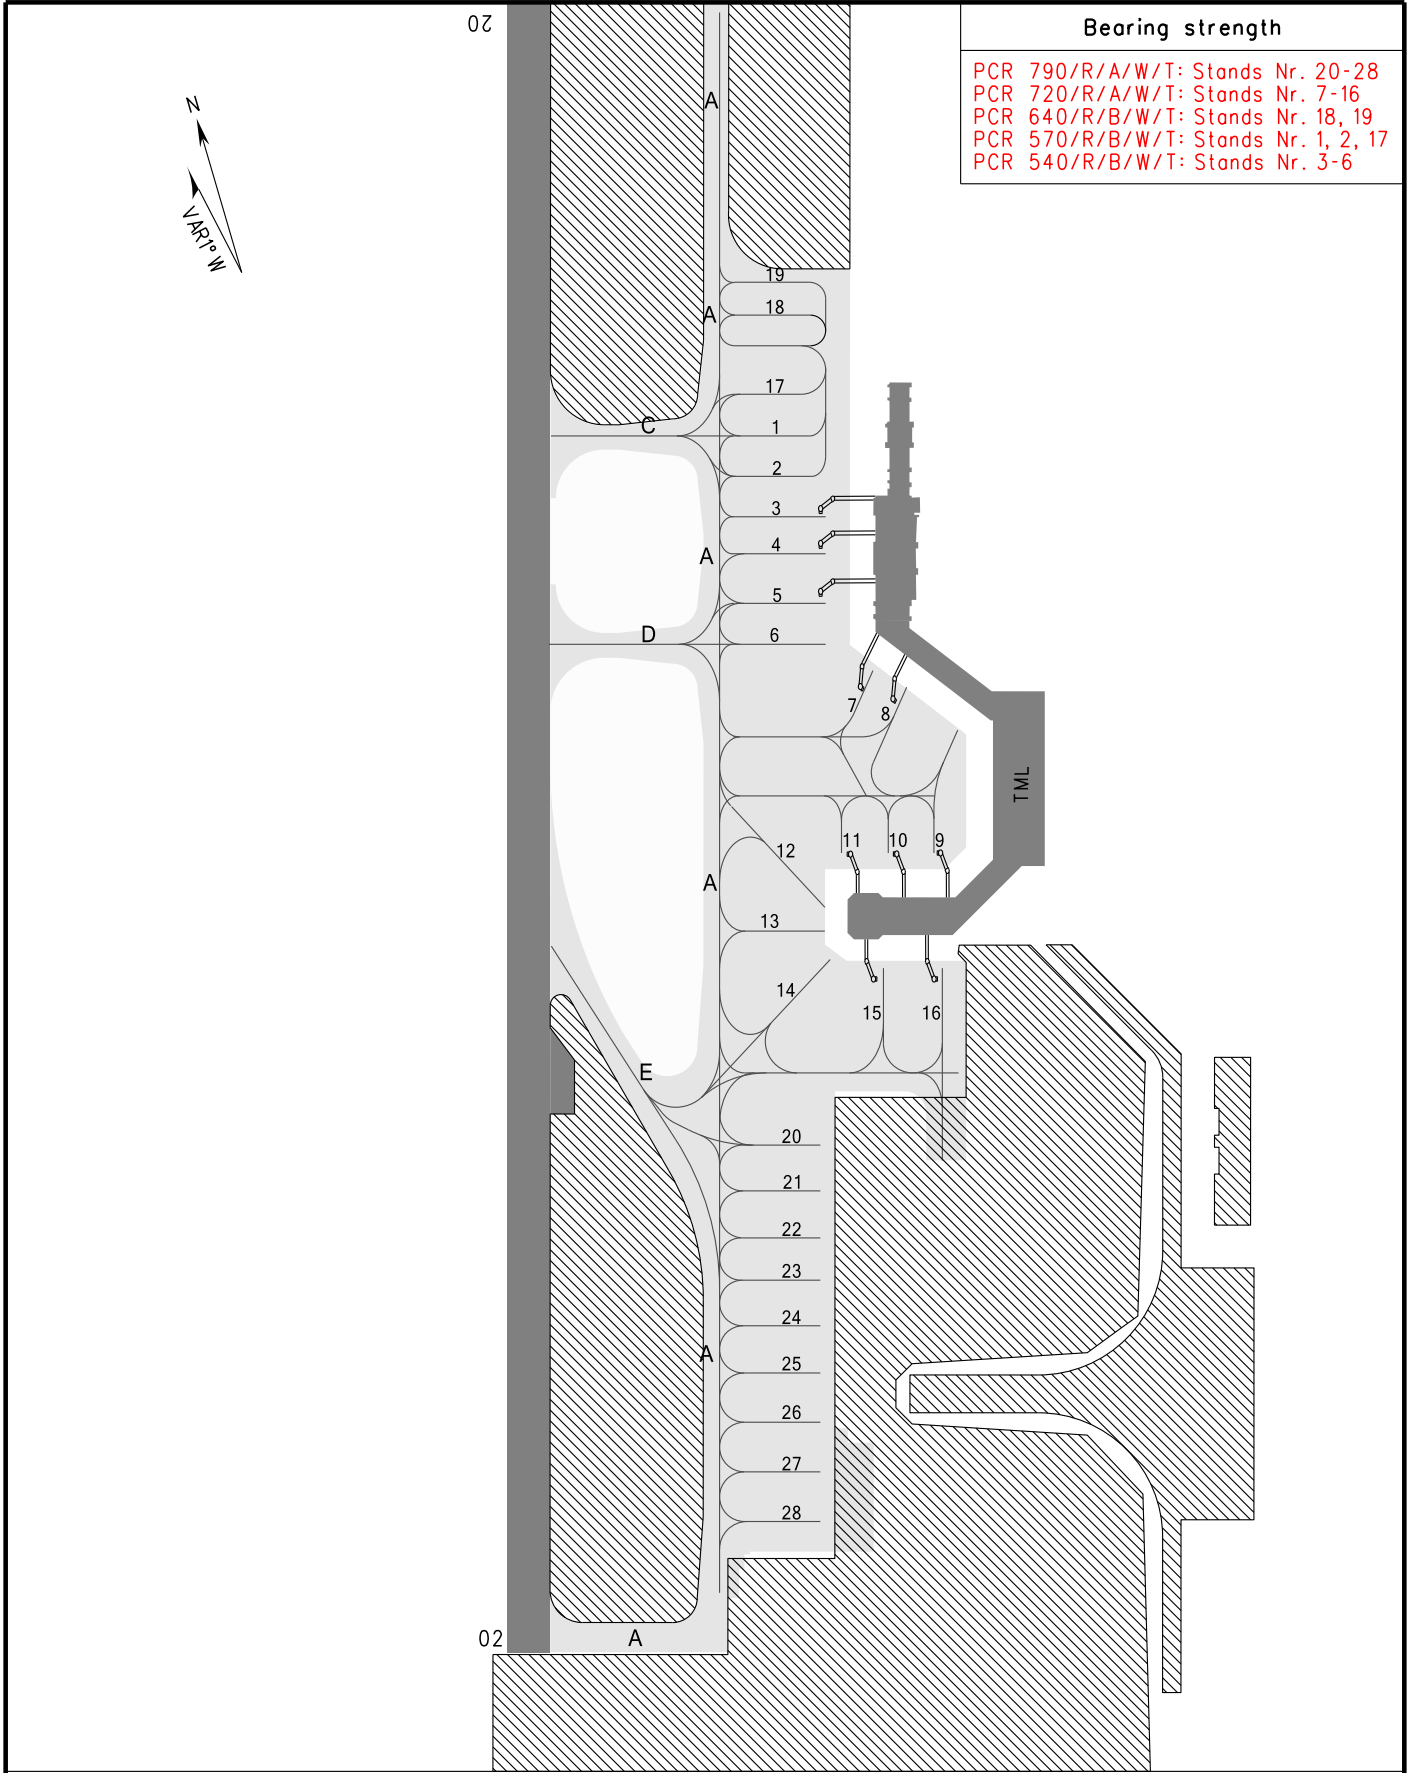 20
Bearing strength
PCR 790/R/A/W/T: Stands Nr. 20-28
PCR 720/R/A/W/T: Stands Nr. 7-16
PCR 640/R/B/W/T: Stands Nr. 18, 19
PCR 570/R/B/W/T: Stands Nr. 1, 2, 17
PCR 540/R/B/W/T: Stands Nr. 3-6
N
VAR1° W
A
19
18
A
17
C
1
2
3
4
A
5
D
6
7
8
TML
11
10
9
12
A
13
14
15
16
E
20
21
22
23
24
A
25
26
27
28
02
A